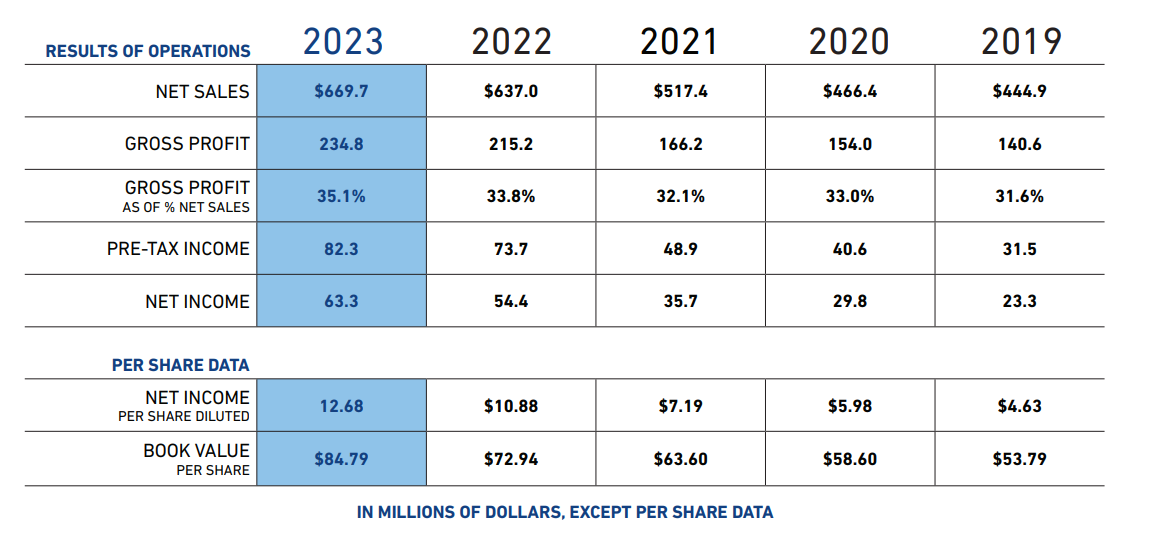 RESULTS OF OPERATIONS 2023 2022 2021 2020 2019
NET SALES $669.7 $637.0 $517.4 $466.4 $444.9
GROSS PROFIT 234.8 215.2 166.2 154.0 140.6
GROSS PROFIT
AS OF % NET SALES 35.1% 33.8% 32.1% 33.0% 31.6%
PRE-TAX INCOME 82.3 73.7 48.9 40.6 31.5
NET INCOME 63.3 54.4 35.7 29.8 23.3
PER SHARE DATA
NET INCOME
PER SHARE DILUTED 12.68 $10.88 $7.19 $5.98 $4.63
BOOK VALUE
PER SHARE $84.79 $72.94 $63.60 $58.60 $53.79
IN MILLIONS OF DOLLARS, EXCEPT PER SHARE DATA